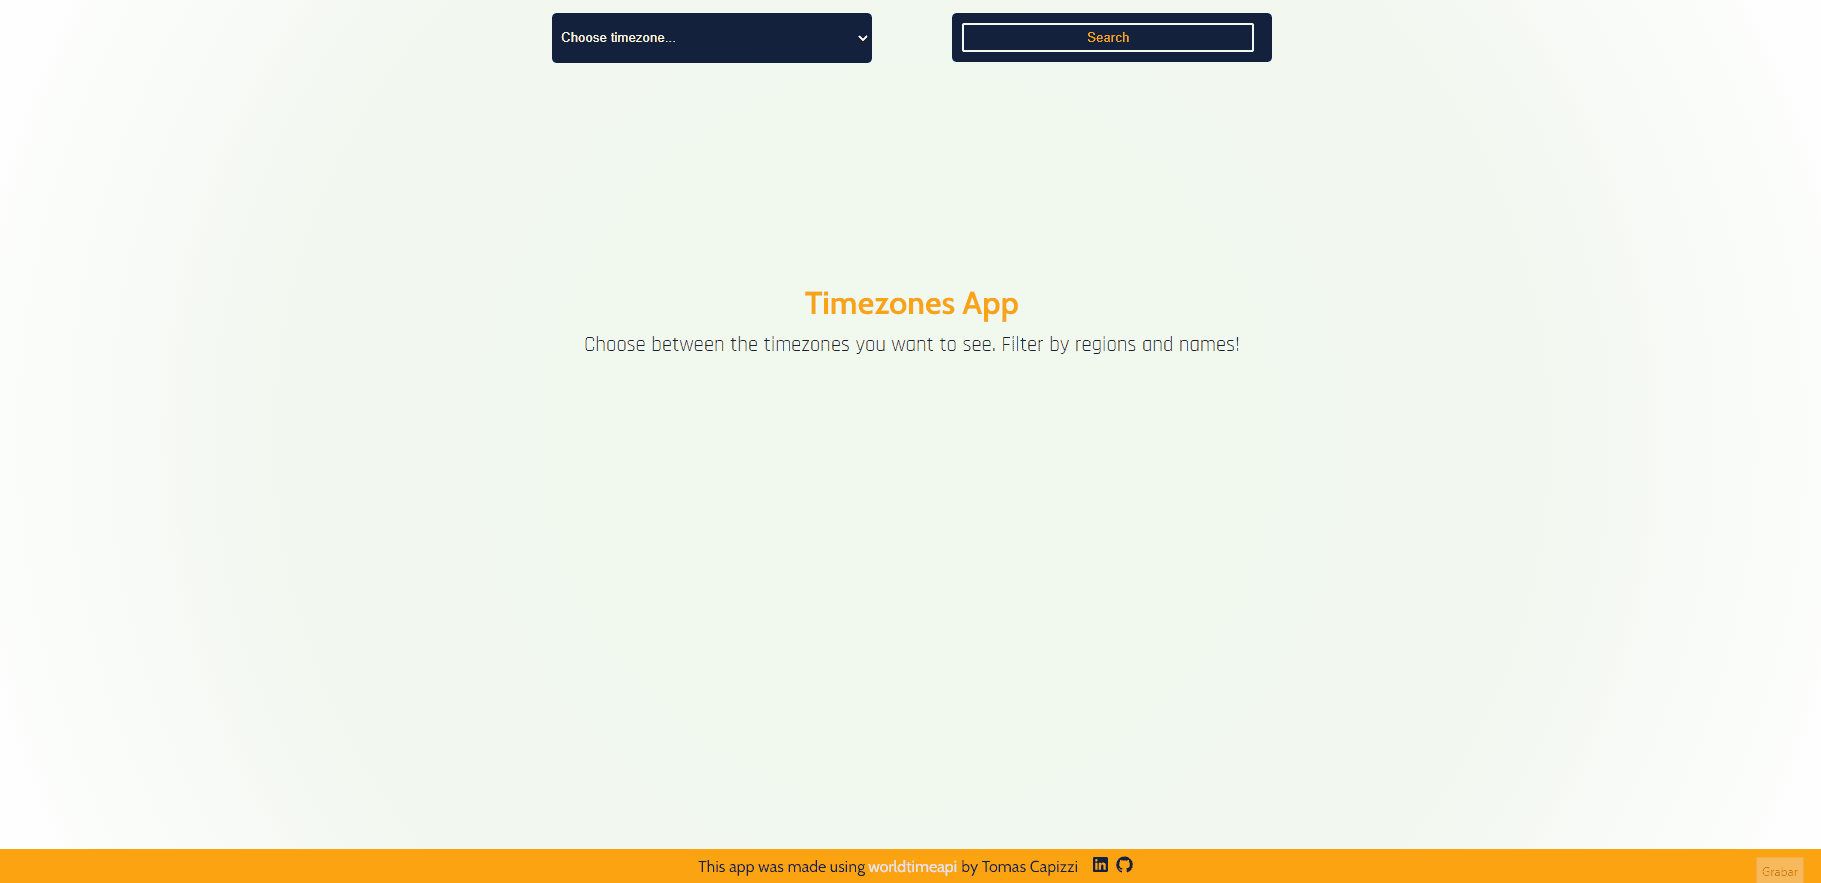 Choose timezone...
Search
Timezones App
Choose between the timezones you want to see. Filter by regions and names!
This app was made using worldtimeapi by Tomas Capizzi
Grabar